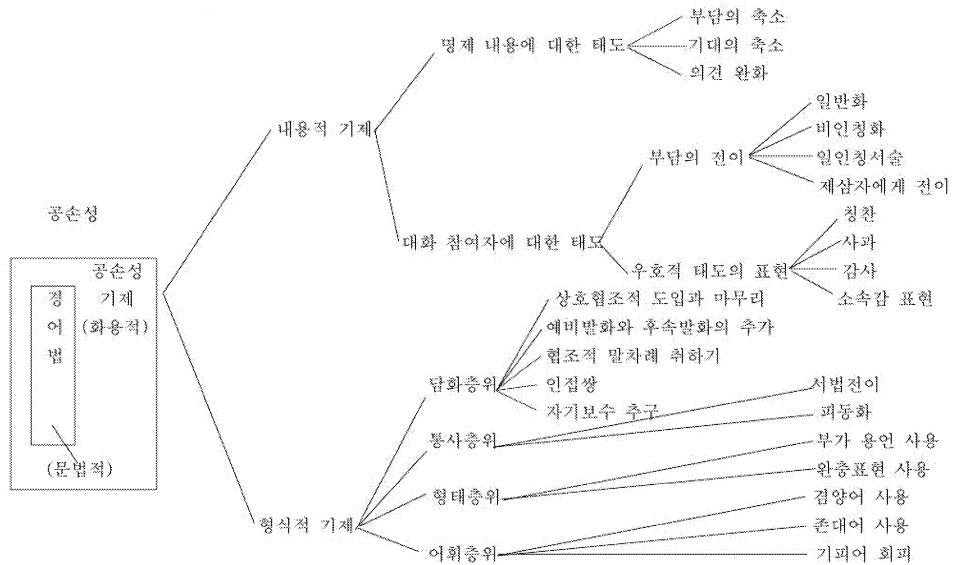 부담의 축소
명제 내용에 대한 태도
기대의 축소
의견 완화
일반화
내용적 기제
비인칭화
부담의 전이
일인칭서술
제삼자에게 전이
공손성
칭찬
대화 참여자에 대한 태도
사과
우호적 태도의 표현
감사
소속감 표현
공손성
기제
(화용적)
경어법
(문법적)
상호협조적 도입과 마무리
예비발화와 후속발화의 추가
협조적 말차례 취하기
담화층위
인접쌍
자기보수 추구
서법전이
통사층위
피동화
부가 용언 사용
형태층위
완충표현 사용
형식적 기제
겸양어 사용
어휘층위
존대어 사용
기피어 회피